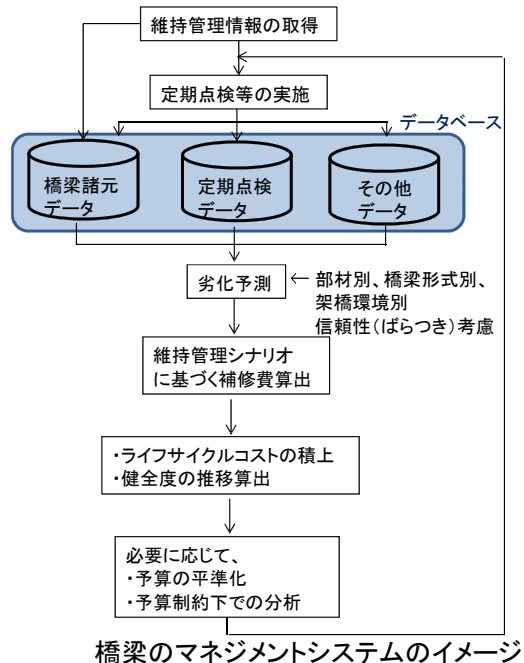 維持管理情報の取得
定期点検等の実施
データベース
橋梁諸元
データ
定期点検
データ
その他
データ
劣化予測
← 部材別、橋梁形式別、
架橋環境別
信頼性(ばらつき)考慮
維持管理シナリオ
に基づく補修費算出
・ライフサイクルコストの積上
・健全度の推移算出
必要に応じて、
・予算の平準化
・予算制約下での分析
橋梁のマネジメントシステムのイメージ